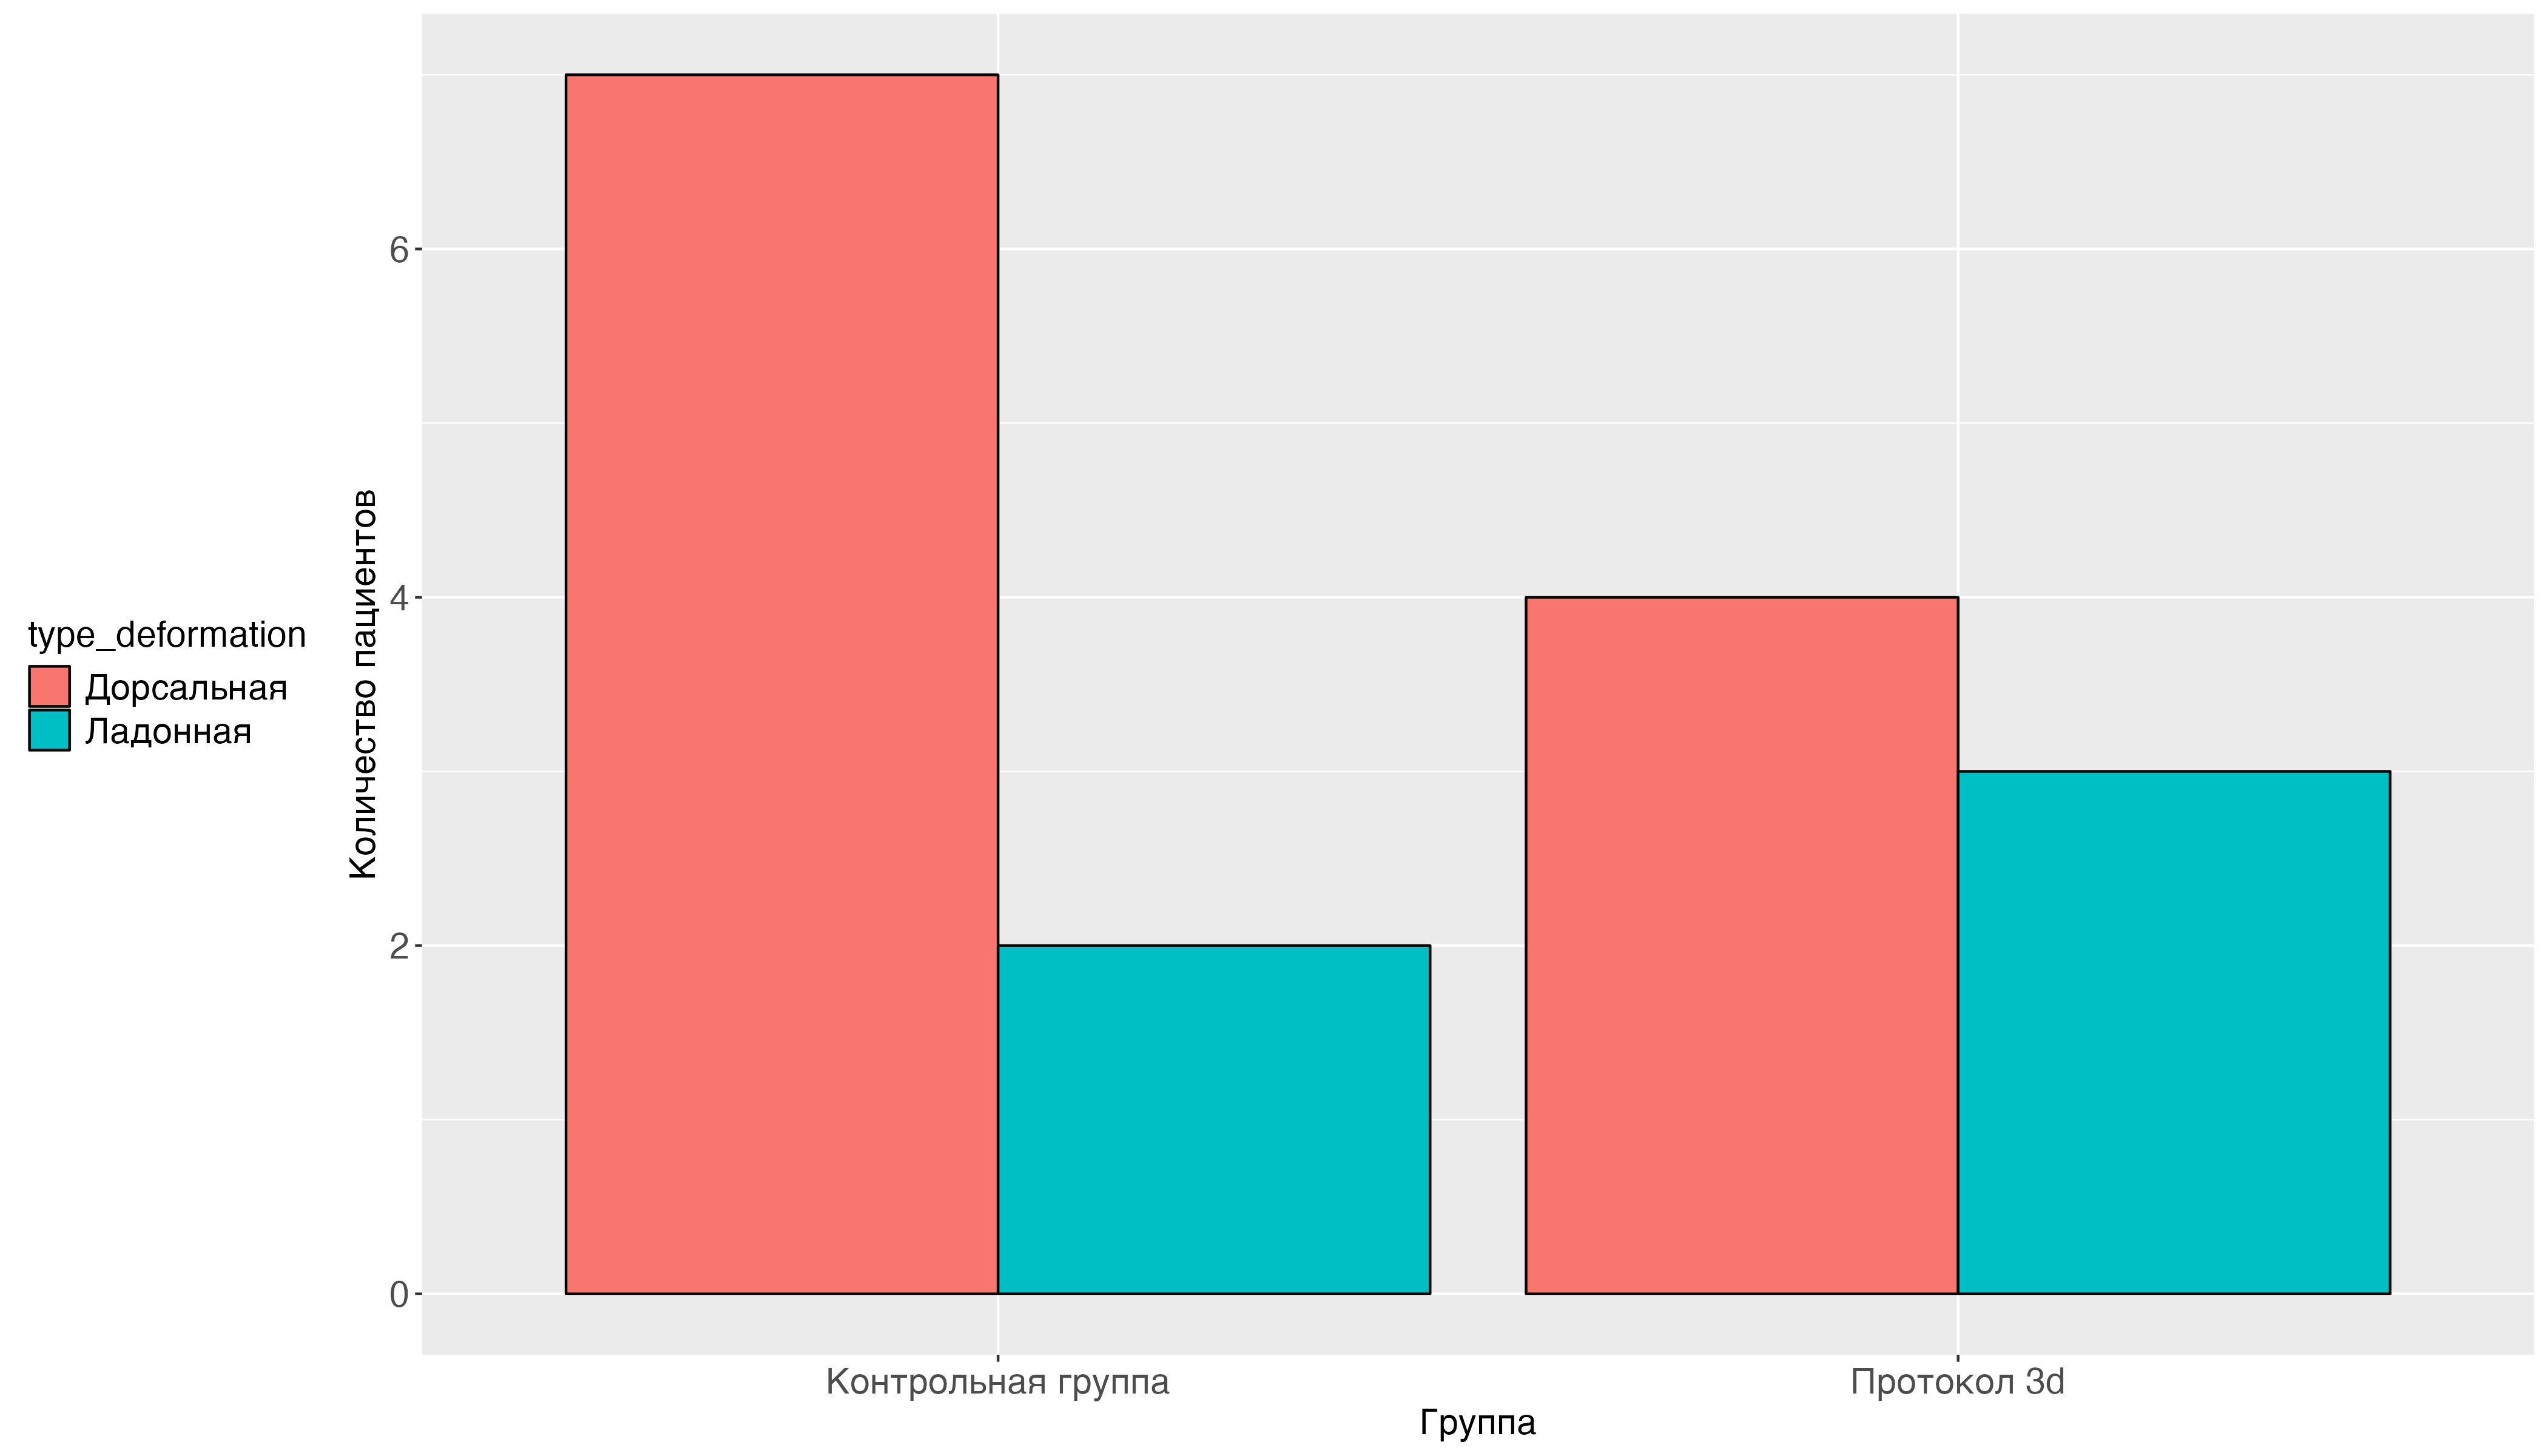 type_deformation
Дорсальная
Ладонная
Количество пациентов
6
4
2
0
Контрольная группа
Протокол 3d
Группа